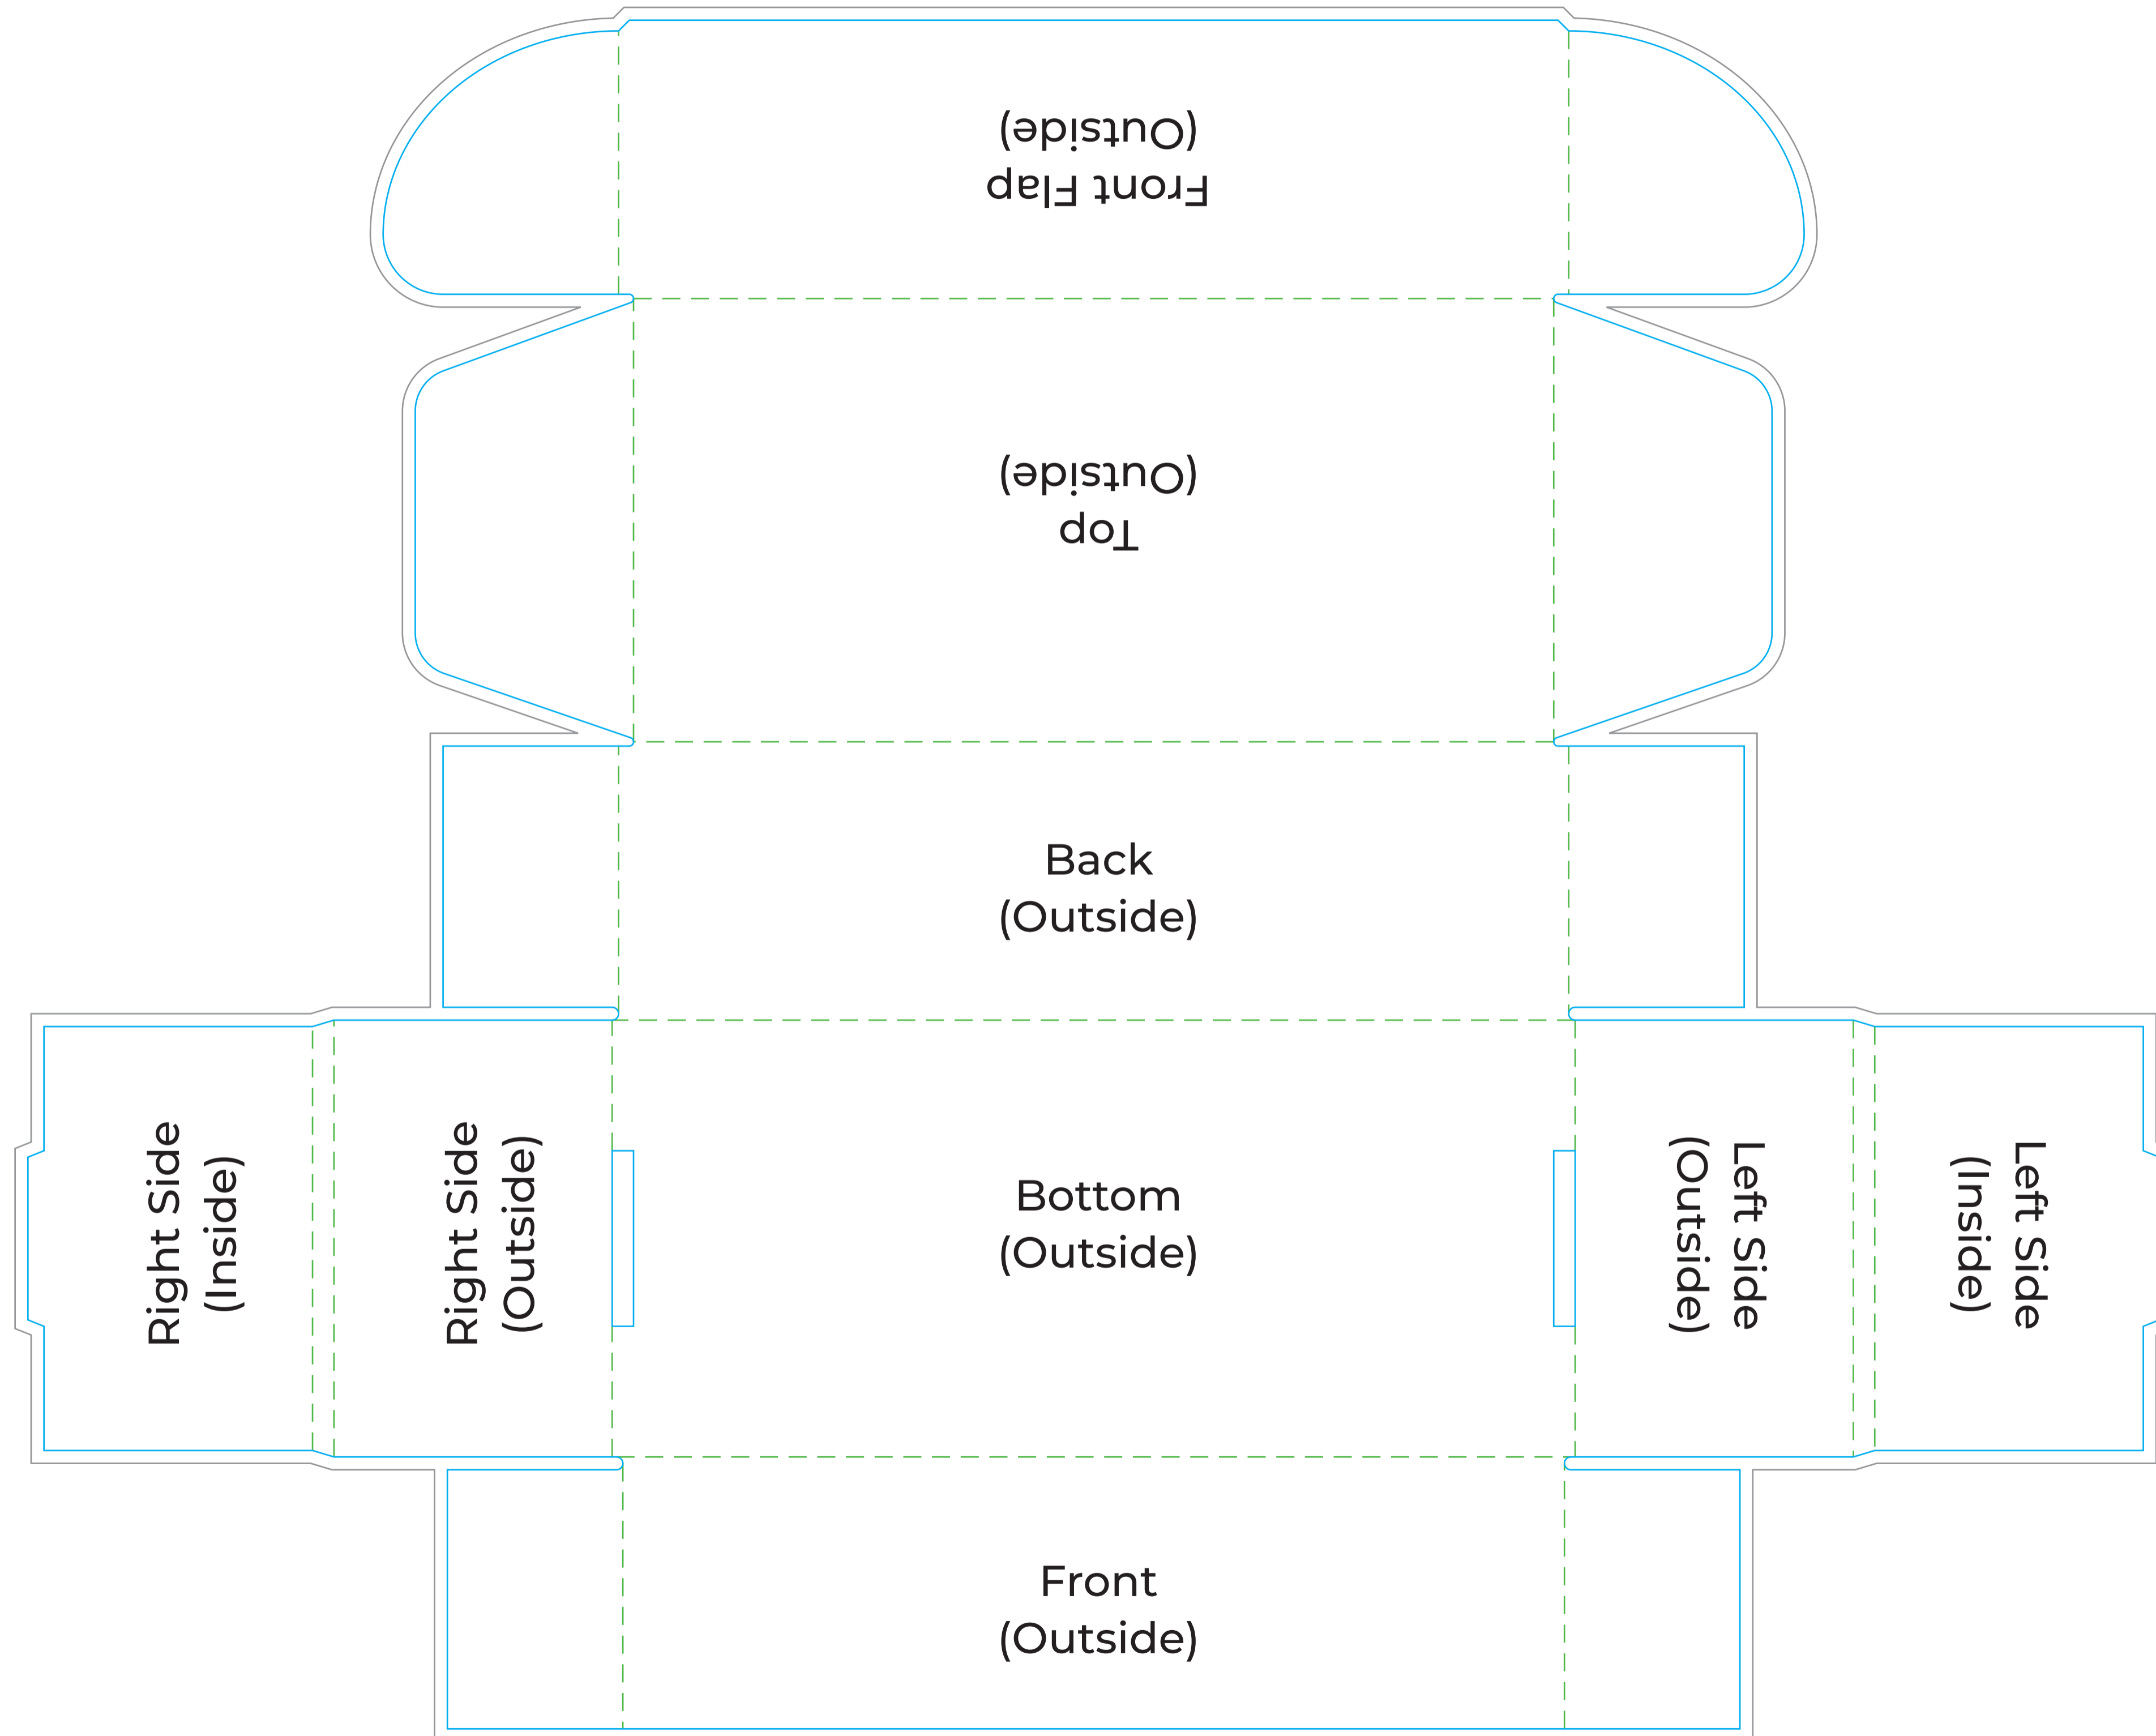 Front Flap
(Outside)
Top
(Outside)
Back
(Outside)
Right Side
(Inside)
Right Side
(Outside)
Bottom
(Outside)
Left Side
(Outside)
Left Side
(Inside)
Front
(Outside)